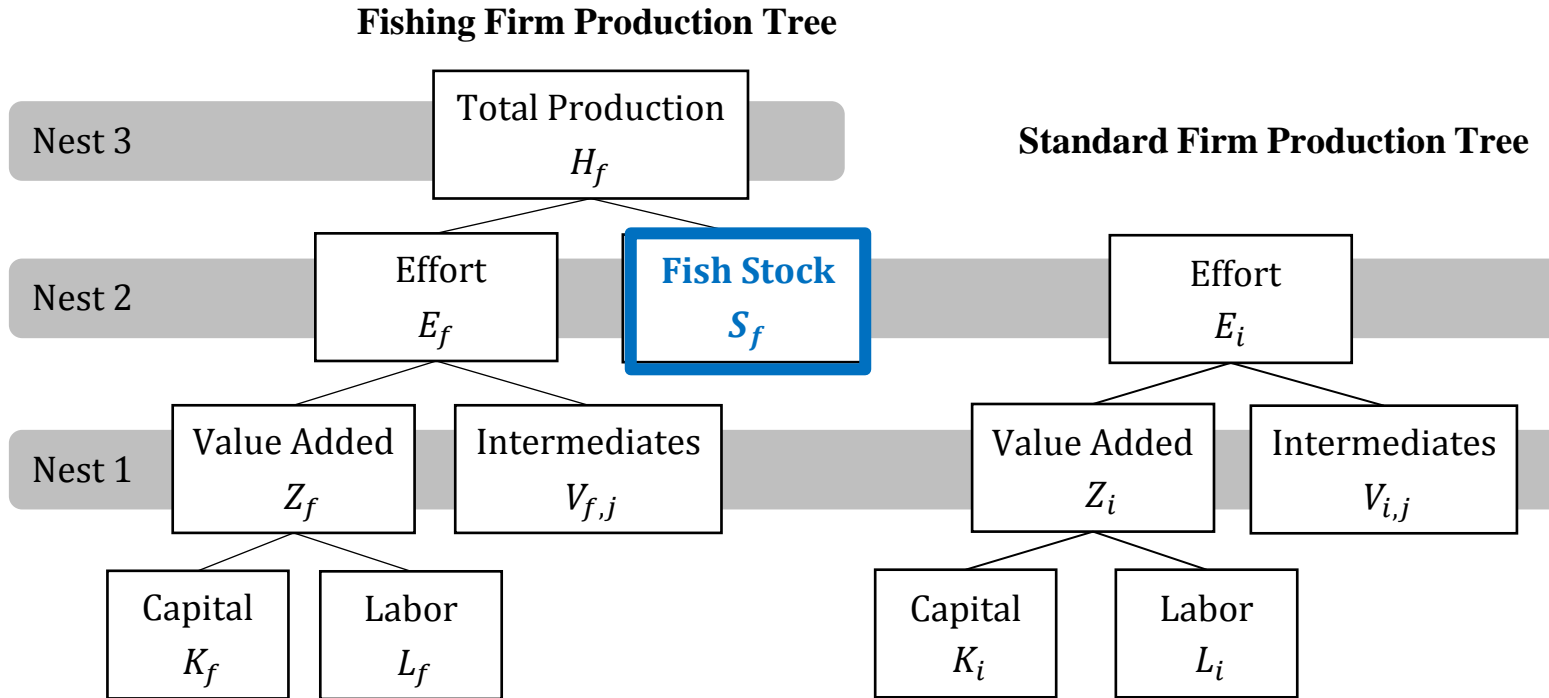 Fishing Firm Production Tree
Nest 3
Total Production
H_f
Standard Firm Production Tree
Nest 2
Effort
E_f
Fish Stock
S_f
Effort
E_i
Nest 1
Value Added
Z_f
Intermediates
V_{f,j}
Value Added
Z_i
Intermediates
V_{i,j}
Capital
K_f
Labor
L_f
Capital
K_i
Labor
L_i